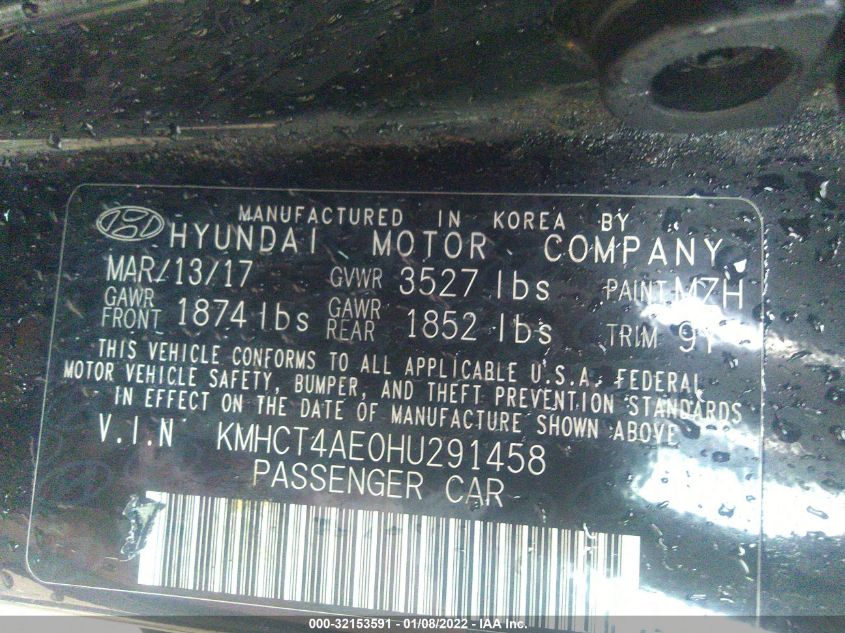 MANUFACTURED IN KOREA BY
HYUNDAI MOTOR COMPANY
MAR/13/17 GVWR 3527 lbs PAINT MZH
GAWR FRONT 1874 lbs GAWR REAR 1852 lbs TRIM
THIS VEHICLE CONFORMS TO ALL APPLICABLE U.S.A. FEDERAL
MOTOR VEHICLE SAFETY, BUMPER, AND THEFT PREVENTION STANDARDS
IN EFFECT ON THE DATE OF MANUFACTURE SHOWN ABOVE
V.I.N KMHCT4AE0HU291458
PASSENGER CAR
000-32153591 - 01/08/2022 - IAA Inc.